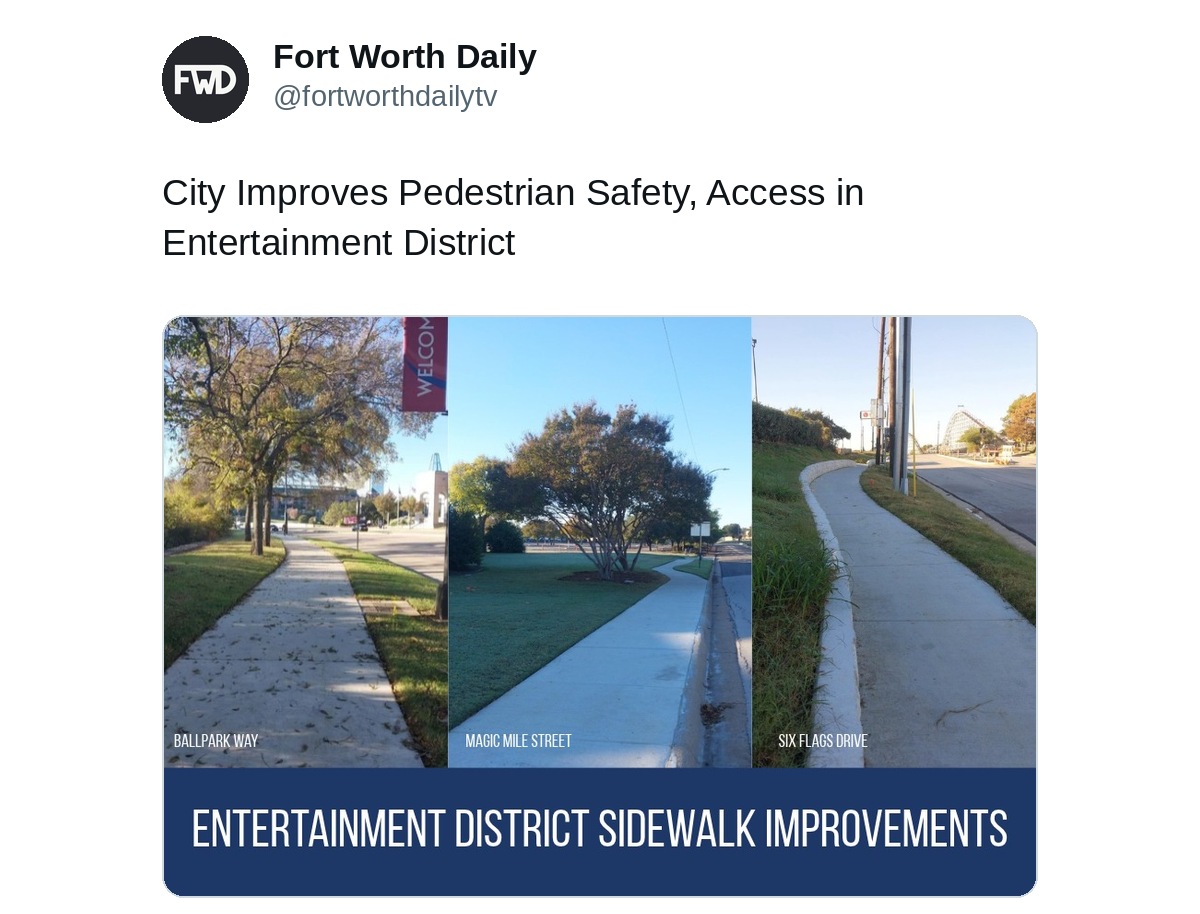 FWD
Fort Worth Daily
@fortworthdailytv
City Improves Pedestrian Safety, Access in
Entertainment District
WELCOM
BALLPARK WAY
MAGIC MILE STREET
SIX FLAGS DRIVE
ENTERTAINMENT DISTRICT SIDEWALK IMPROVEMENTS